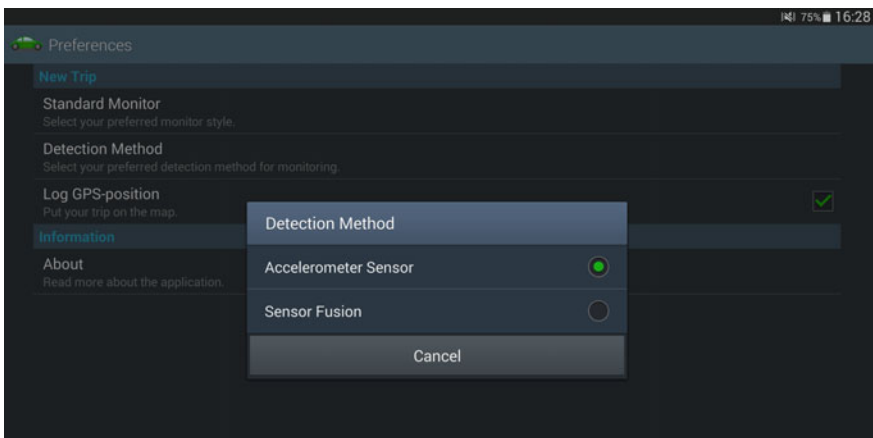 75% 16:28
Preferences
New Trip
Standard Monitor
Select your preferred monitor style.
Detection Method
Select your preferred detection method for monitoring.
Log GPS-position
Put your trip on the map.
Information
About
Read more about the application.
Detection Method
Accelerometer Sensor
Sensor Fusion
Cancel